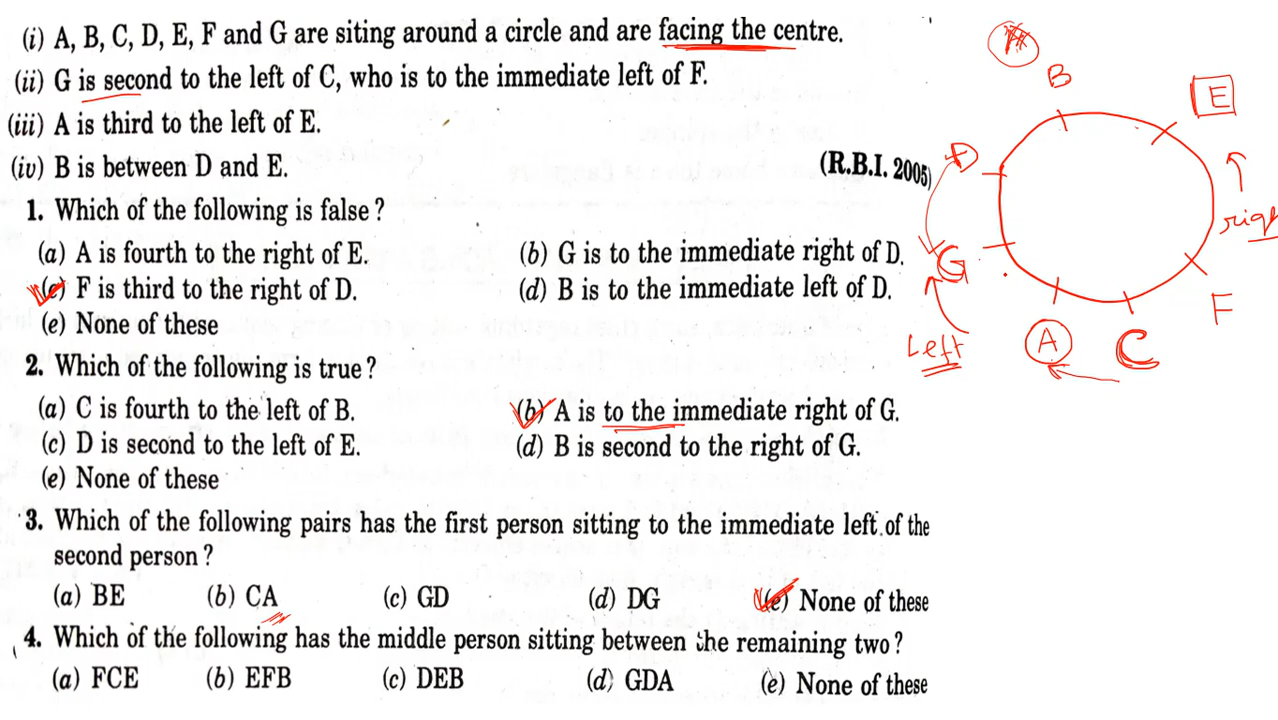 (i) A, B, C, D, E, F and G are siting around a circle and are facing the centre.
(ii) G is second to the left of C, who is to the immediate left of F.
(iii) A is third to the left of E.
(iv) B is between D and E.
(R.B.I. 2005)
1. Which of the following is false ?
(a) A is fourth to the right of E. (b) G is to the immediate right of D.
(c) F is third to the right of D. (d) B is to the immediate left of D.
(e) None of these
2. Which of the following is true ?
(a) C is fourth to the left of B. (b) A is to the immediate right of G.
(c) D is second to the left of E. (d) B is second to the right of G.
(e) None of these
3. Which of the following pairs has the first person sitting to the immediate left of the
second person ?
(a) BE (b) CA (c) GD (d) DG (e) None of these
4. Which of the following has the middle person sitting between the remaining two ?
(a) FCE (b) EFB (c) DEB (d) GDA (e) None of these
B
E
D
right
G
F
Left
A
C